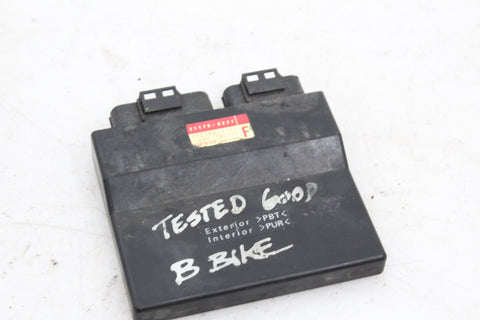 F
TESTED GOOD
Exterior >PBT<
Interior >PUR<
B BIKE